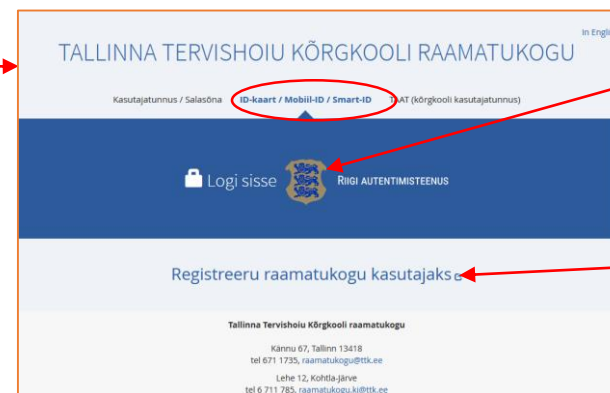 In Englis
TALLINNA TERVISHOIU KÕRGKOOLI RAAMATUKOGU
Kasutajatunnus / Salasõna ID-kaart / Mobiil-ID / Smart-ID TAAT (kõrgkooli kasutajatunnus)
Logi sisse RIIGI AUTENTIMISTEENUS
Registreeru raamatukogu kasutajaks
Tallinna Tervishoiu Kõrgkooli raamatukogu
Kännu 67, Tallinn 13418
tel 671 1735, raamatukogu@ttk.ee
Lehe 12, Kohtla-Järve
tel 6 711 785, raamatukogu.kj@ttk.ee